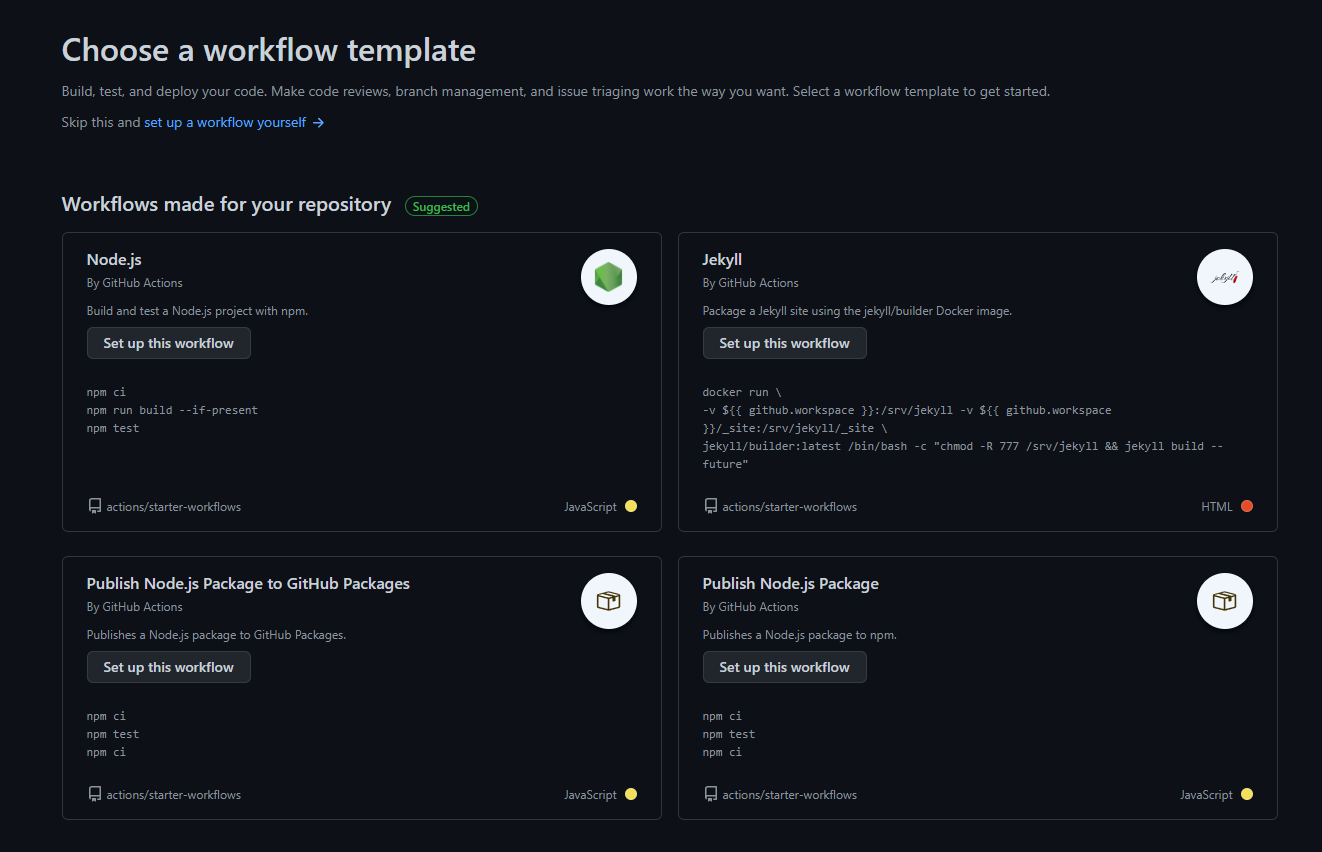 Choose a workflow template
Build, test, and deploy your code. Make code reviews, branch management, and issue triaging work the way you want. Select a workflow template to get started.
Skip this and set up a workflow yourself →
Workflows made for your repository Suggested
Node.js
By GitHub Actions
Build and test a Node.js project with npm.
Set up this workflow
npm ci
npm run build --if-present
npm test
actions/starter-workflows
JavaScript
Jekyll
By GitHub Actions
jekyll
Package a Jekyll site using the jekyll/builder Docker image.
Set up this workflow
docker run \
-v ${{ github.workspace }}:/srv/jekyll -v ${{ github.workspace
}}/_site:/srv/jekyll/_site \
jekyll/builder:latest /bin/bash -c "chmod -R 777 /srv/jekyll && jekyll build --
future"
actions/starter-workflows
HTML
Publish Node.js Package to GitHub Packages
By GitHub Actions
Publishes a Node.js package to GitHub Packages.
Set up this workflow
npm ci
npm test
npm ci
actions/starter-workflows
JavaScript
Publish Node.js Package
By GitHub Actions
Publishes a Node.js package to npm.
Set up this workflow
npm ci
npm test
npm ci
actions/starter-workflows
JavaScript